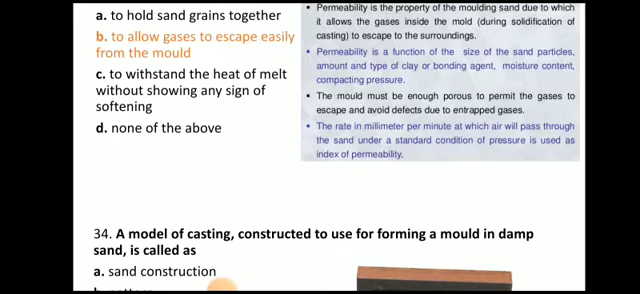 a. to hold sand grains together
b. to allow gases to escape easily
from the mould
c. to withstand the heat of melt
without showing any sign of
softening
d. none of the above
• Permeability is the property of the moulding sand due to which
it allows the gases inside the mold (during solidification of
casting) to escape to the surroundings.
• Permeability is a function of the size of the sand particles,
amount and type of clay or bonding agent, moisture content,
compacting pressure.
• The mould must be enough porous to permit the gases to
escape and avoid defects due to entrapped gases.
• The rate in millimeter per minute at which air will pass through
the sand under a standard condition of pressure is used as
index of permeability.
34. A model of casting, constructed to use for forming a mould in damp
sand, is called as
a. sand construction